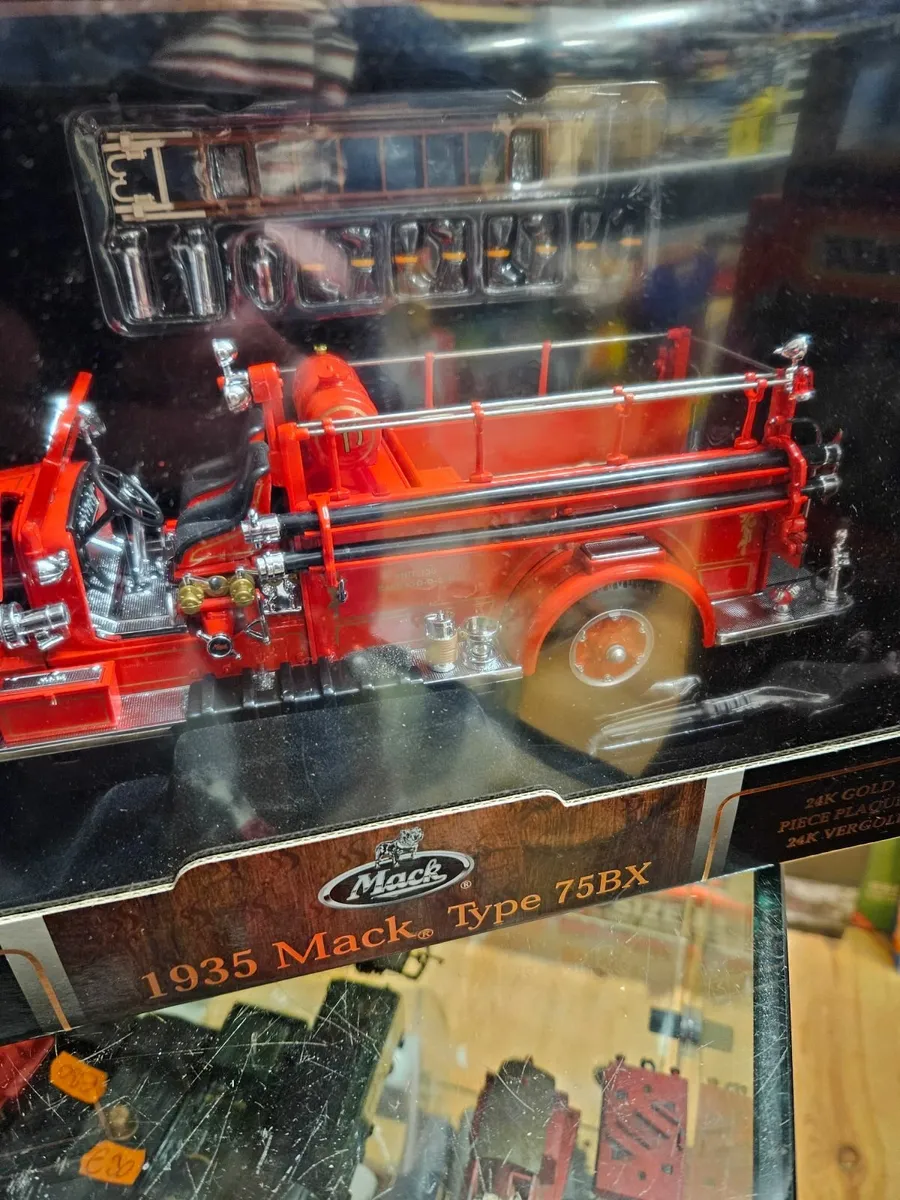 Mack ®
1935 Mack® Type 75BX
24K GOLD
PIECE PLAQU
24K VERGOL